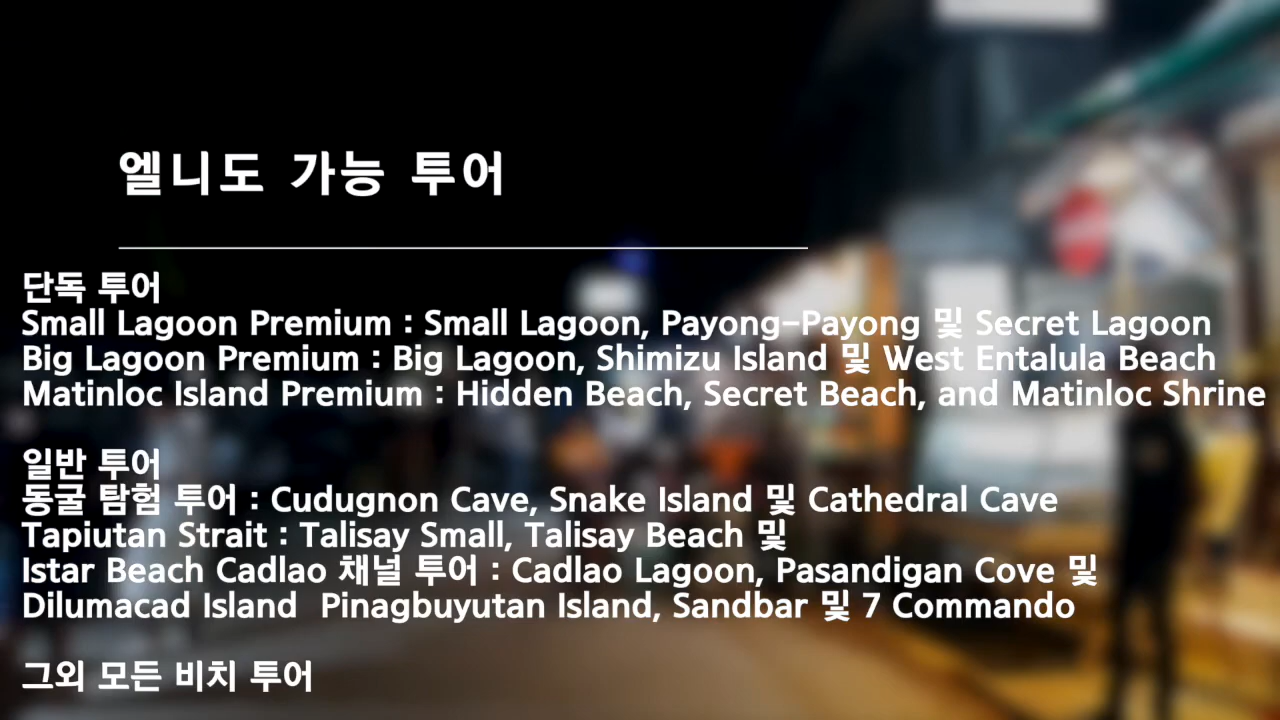 엘니도 가능 투어
단독 투어
Small Lagoon Premium : Small Lagoon, Payong-Payong 및 Secret Lagoon
Big Lagoon Premium : Big Lagoon, Shimizu Island 및 West Entalula Beach
Matinloc Island Premium : Hidden Beach, Secret Beach, and Matinloc Shrine
일반 투어
동굴 탐험 투어 : Cudugnon Cave, Snake Island 및 Cathedral Cave
Tapiutan Strait : Talisay Small, Talisay Beach 및
Istar Beach Cadlao 채널 투어 : Cadlao Lagoon, Pasandigan Cove 및
Dilumacad Island  Pinagbuyutan Island, Sandbar 및 7 Commando
그외 모든 비치 투어